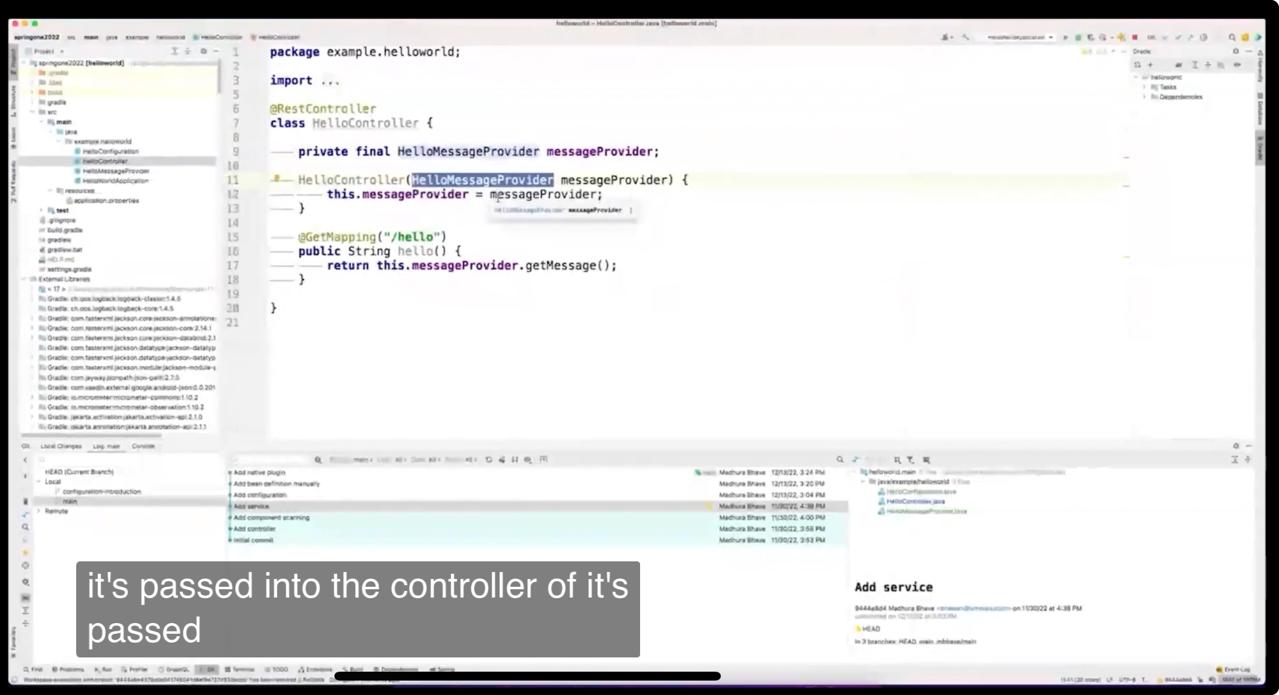 helloworld – HelloController.java [helloworld.main]
springone2022 src main java example helloworld HelloController HelloController
Project
springone2022 [helloworld]
.gradle
.idea
build
gradle
src
main
java
example.helloworld
HelloConfiguration
HelloController
HelloMessageProvider
HelloWorldApplication
resources
application.properties
test
.gitignore
build.gradle
gradlew
gradlew.bat
HELP.md
settings.gradle
External Libraries
< 17 >
Gradle: ch.qos.logback:logback-classic:1.4.5
Gradle: ch.qos.logback:logback-core:1.4.5
Gradle: com.fasterxml.jackson.core:jackson-annotations:
Gradle: com.fasterxml.jackson.core:jackson-core:2.14.1
Gradle: com.fasterxml.jackson.core:jackson-databind:2.1
Gradle: com.fasterxml.jackson.datatype:jackson-datatyp
Gradle: com.fasterxml.jackson.datatype:jackson-datatyp
Gradle: com.fasterxml.jackson.module:jackson-module-p
Gradle: com.jayway.jsonpath:json-path:2.7.0
Gradle: com.vaadin.external.google:android-json:0.0.201
Gradle: io.micrometer:micrometer-commons:1.10.2
Gradle: io.micrometer:micrometer-observation:1.10.2
Gradle: jakarta.activation:jakarta.activation-api:2.1.0
Gradle: jakarta.annotation:jakarta.annotation-api:2.1.1
1 package example.helloworld;
2
3 import ...
5
6 @RestController
7 class HelloController {
8
9 private final HelloMessageProvider messageProvider;
10
11 HelloController(HelloMessageProvider messageProvider) {
12 this.messageProvider = messageProvider;
HelloMessageProvider messageProvider
13 }
14
15 @GetMapping("/hello")
16 public String hello() {
17 return this.messageProvider.getMessage();
18 }
19
20 }
21
Gradle
helloworld
Tasks
Dependencies
Git: Local Changes Log: main Console
HEAD (Current Branch)
Local
configuration-introduction
main
Remote
Add native plugin Madhura Bhave 12/13/22, 3:24 PM
Add bean definition manually Madhura Bhave 12/13/22, 3:20 PM
Add configuration Madhura Bhave 12/13/22, 3:04 PM
Add service Madhura Bhave 11/30/22, 4:38 PM
Add component scanning Madhura Bhave 11/30/22, 4:00 PM
Add controller Madhura Bhave 11/30/22, 3:58 PM
Initial commit Madhura Bhave 11/30/22, 3:53 PM
helloworld.main
java/example/helloworld
HelloConfiguration.java
HelloController.java
HelloMessageProvider.java
Add service
Madhura Bhave on 11/30/22 at 4:38 PM
HEAD
In 3 branches: HEAD, main
it's passed into the controller of it's
passed
Find Problems Run Profiler GraphQL Git Terminal TODO Endpoints Build Dependencies Spring
Event Log